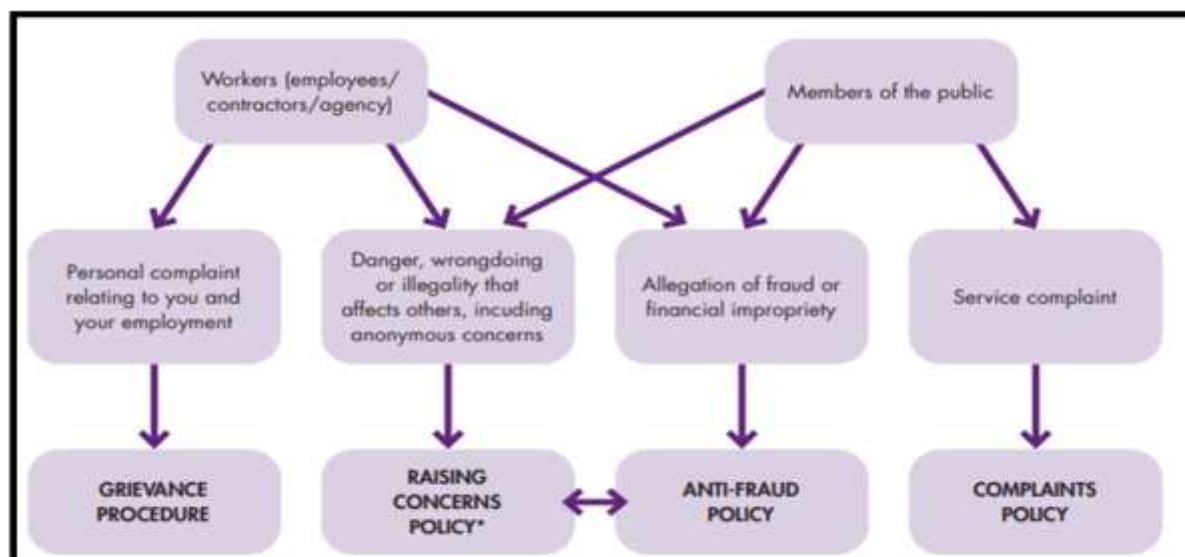 Workers (employees/
contractors/agency)
Members of the public
Personal complaint
relating to you and
your employment
Danger, wrongdoing
or illegality that
affects others, incuding
anonymous concerns
Allegation of fraud or
financial impropriety
Service complaint
GRIEVANCE
PROCEDURE
RAISING
CONCERNS
POLICY*
ANTI-FRAUD
POLICY
COMPLAINTS
POLICY